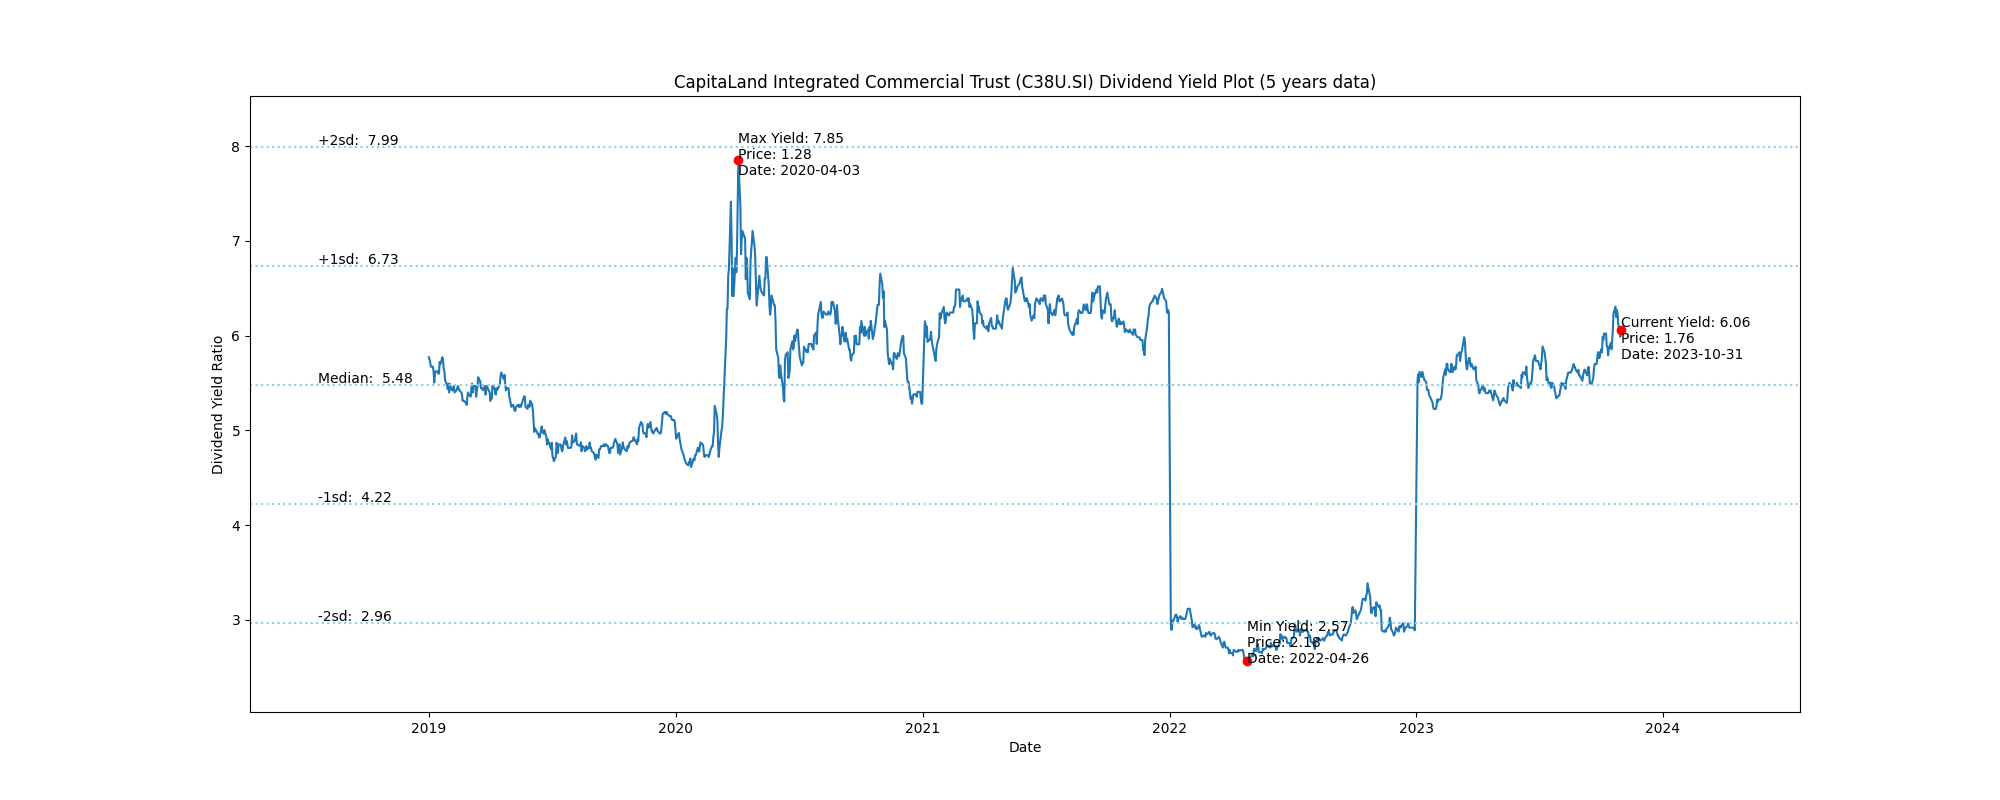 CapitaLand Integrated Commercial Trust (C38U.SI) Dividend Yield Plot (5 years data)
+2sd:  7.99
Max Yield: 7.85
Price: 1.28
Date: 2020-04-03
+1sd:  6.73
Current Yield: 6.06
Price: 1.76
Date: 2023-10-31
Median:  5.48
-1sd:  4.22
-2sd:  2.96
Min Yield: 2.57
Price: 2.18
Date: 2022-04-26
Dividend Yield Ratio
8
7
6
5
4
3
2019 2020 2021 2022 2023 2024
Date